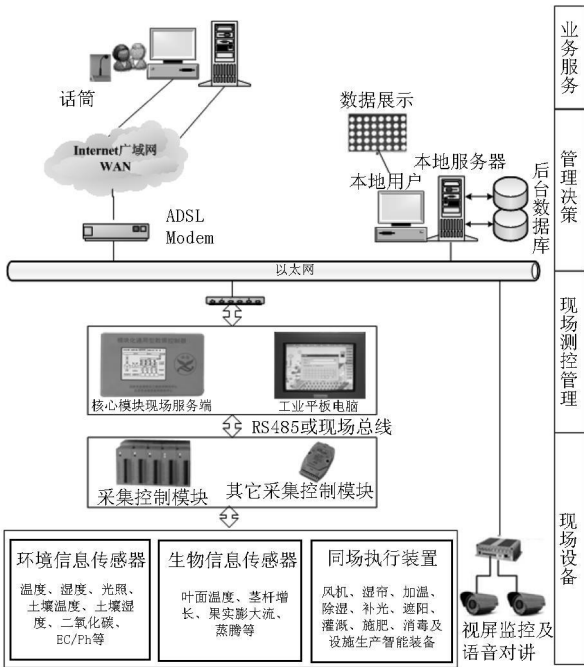 话筒
Internet广域网
WAN
ADSL
Modem
数据展示
本地用户
本地服务器
后台数据库
以太网
核心模块现场服务端
工业平板电脑
RS485或现场总线
采集控制模块
其它采集控制模块
环境信息传感器
温度、湿度、光照、
土壤温度、土壤湿
度、二氧化碳、
EC/Ph等
生物信息传感器
叶面温度、茎杆增
长、果实膨大流、
蒸腾等
同场执行装置
风机、湿帘、加温、
除湿、补光、遮阳、
灌溉、施肥、消毒及
设施生产智能装备
视屏监控及
语音对讲
业务服务
管理决策
现场测控管理
现场设备